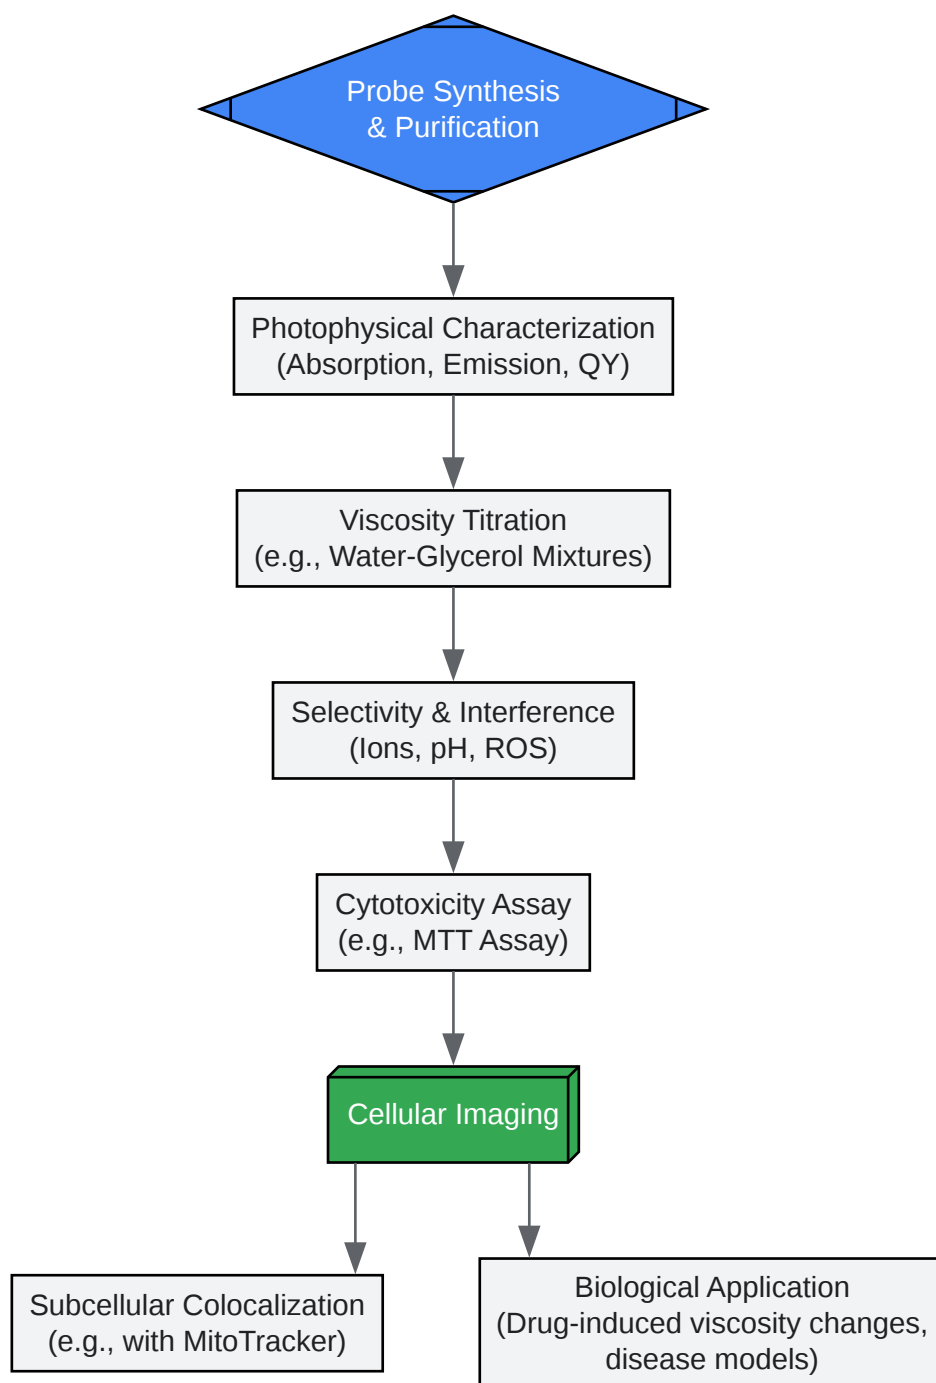 Probe Synthesis
& Purification
Photophysical Characterization
(Absorption, Emission, QY)
Viscosity Titration
(e.g., Water-Glycerol Mixtures)
Selectivity & Interference
(Ions, pH, ROS)
Cytotoxicity Assay
(e.g., MTT Assay)
Cellular Imaging
Subcellular Colocalization
(e.g., with MitoTracker)
Biological Application
(Drug-induced viscosity changes,
disease models)